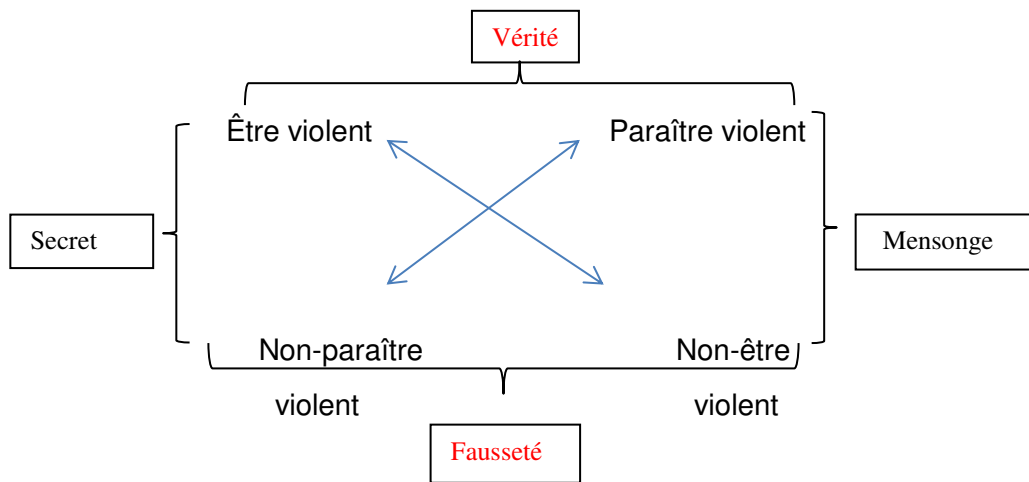 Vérité
Être violent
Paraître violent
Secret
Mensonge
Non-paraître
violent
Non-être
violent
Fausseté